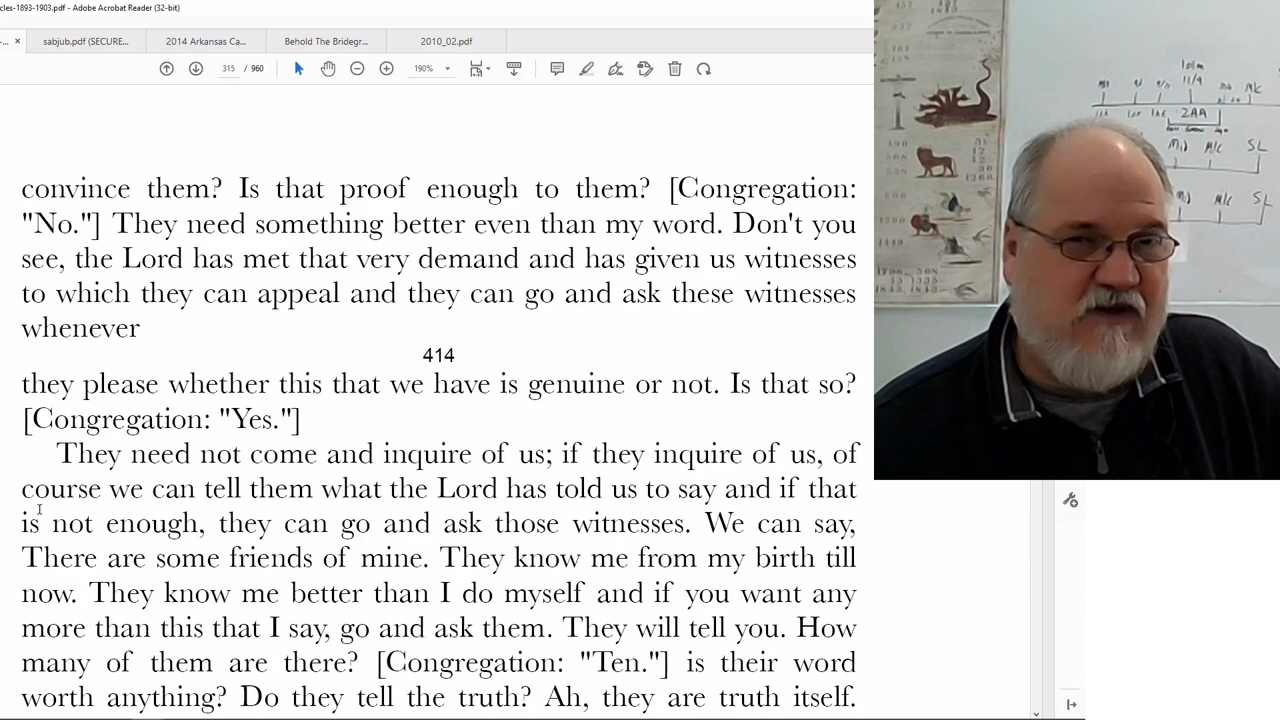 cles-1893-1903.pdf - Adobe Acrobat Reader (32-bit)
sabjub.pdf (SECURE...
2014 Arkansas Ca...
Behold The Bridegr...
2010_02.pdf
315 / 960
190%
convince them? Is that proof enough to them? [Congregation:
"No."] They need something better even than my word. Don't you
see, the Lord has met that very demand and has given us witnesses
to which they can appeal and they can go and ask these witnesses
whenever
414
they please whether this that we have is genuine or not. Is that so?
[Congregation: "Yes."]
They need not come and inquire of us; if they inquire of us, of
course we can tell them what the Lord has told us to say and if that
is not enough, they can go and ask those witnesses. We can say,
There are some friends of mine. They know me from my birth till
now. They know me better than I do myself and if you want any
more than this that I say, go and ask them. They will tell you. How
many of them are there? [Congregation: "Ten."] is their word
worth anything? Do they tell the truth? Ah, they are truth itself.
11/9
2AA
M/c
SL
M/c
SL